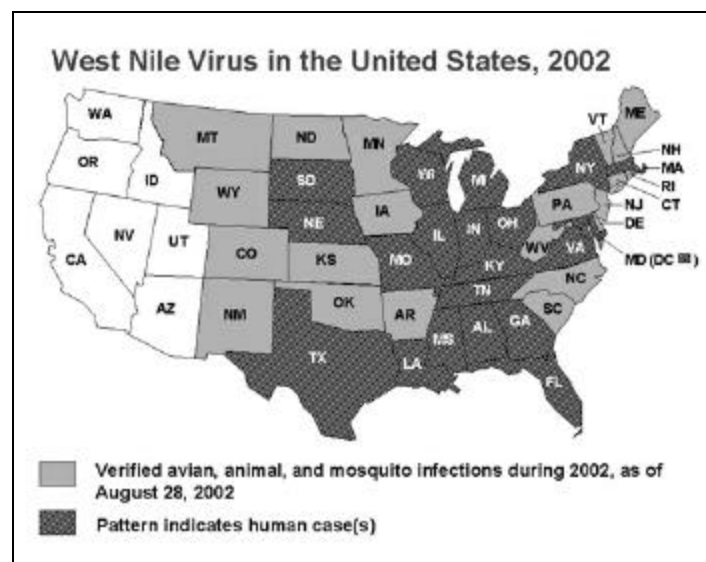 West Nile Virus in the United States, 2002
WA
MT
ND
MN
VT
ME
OR
ID
SD
WI
MI
NY
NH
MA
WY
RI
CT
IA
PA
NJ
NE
IL
IN
OH
DE
NV
UT
CO
WV
VA
MD (DC )
CA
KS
MO
KY
TN
NC
AZ
NM
OK
AR
SC
MS
AL
GA
TX
LA
FL
Verified avian, animal, and mosquito infections during 2002, as of
August 28, 2002
Pattern indicates human case(s)